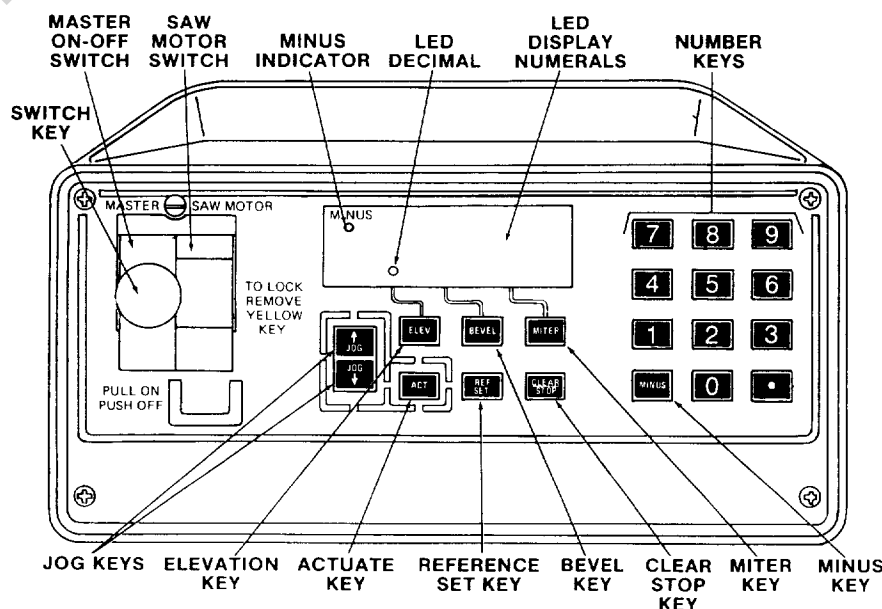 MASTER
ON-OFF
SWITCH
SAW
MOTOR
SWITCH
MINUS
INDICATOR
LED
DECIMAL
LED
DISPLAY
NUMERALS
NUMBER
KEYS
SWITCH
KEY
MASTER SAW MOTOR
MINUS
TO LOCK
REMOVE
YELLOW
KEY
PULL ON
PUSH OFF
↑
JOG
JOG
↓
ELEV BEVEL MITER
ACT
REF
SET
CLEAR
STOP
7 8 9
4 5 6
1 2 3
MINUS 0 •
JOG KEYS
ELEVATION
KEY
ACTUATE
KEY
REFERENCE
SET KEY
BEVEL
KEY
CLEAR
STOP
KEY
MITER
KEY
MINUS
KEY